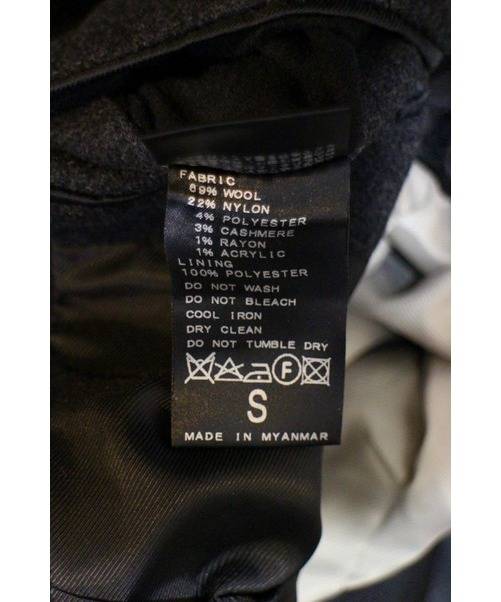 FABRIC
69% WOOL
22% NYLON
4% POLYESTER
3% CASHMERE
1% RAYON
1% ACRYLIC
LINING
100% POLYESTER
DO NOT WASH
DO NOT BLEACH
COOL IRON
DRY CLEAN
DO NOT TUMBLE DRY
F
S
MADE IN MYANMAR